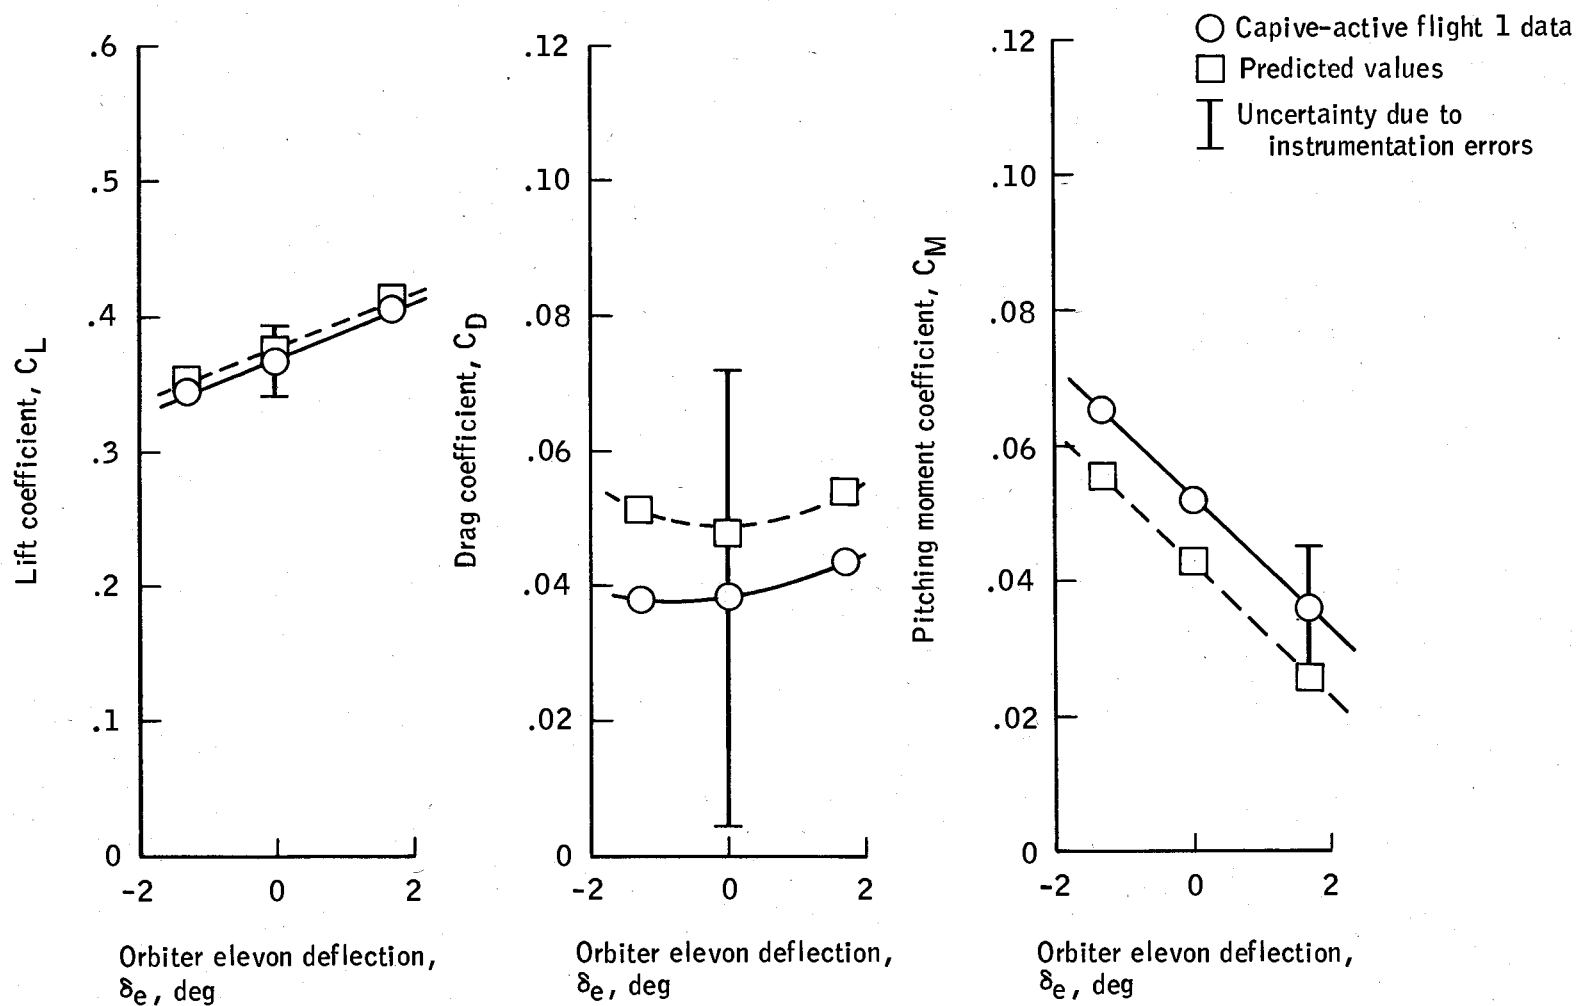 Capive-active flight 1 data
Predicted values
Uncertainty due to
instrumentation errors
Lift coefficient, CL
.6
.5
.4
.3
.2
.1
0
-2 0 2
Orbiter elevon deflection,
δe, deg
Drag coefficient, CD
.12
.10
.08
.06
.04
.02
0
-2 0 2
Orbiter elevon deflection,
δe, deg
Pitching moment coefficient, CM
.12
.10
.08
.06
.04
.02
0
-2 0 2
Orbiter elevon deflection,
δe, deg